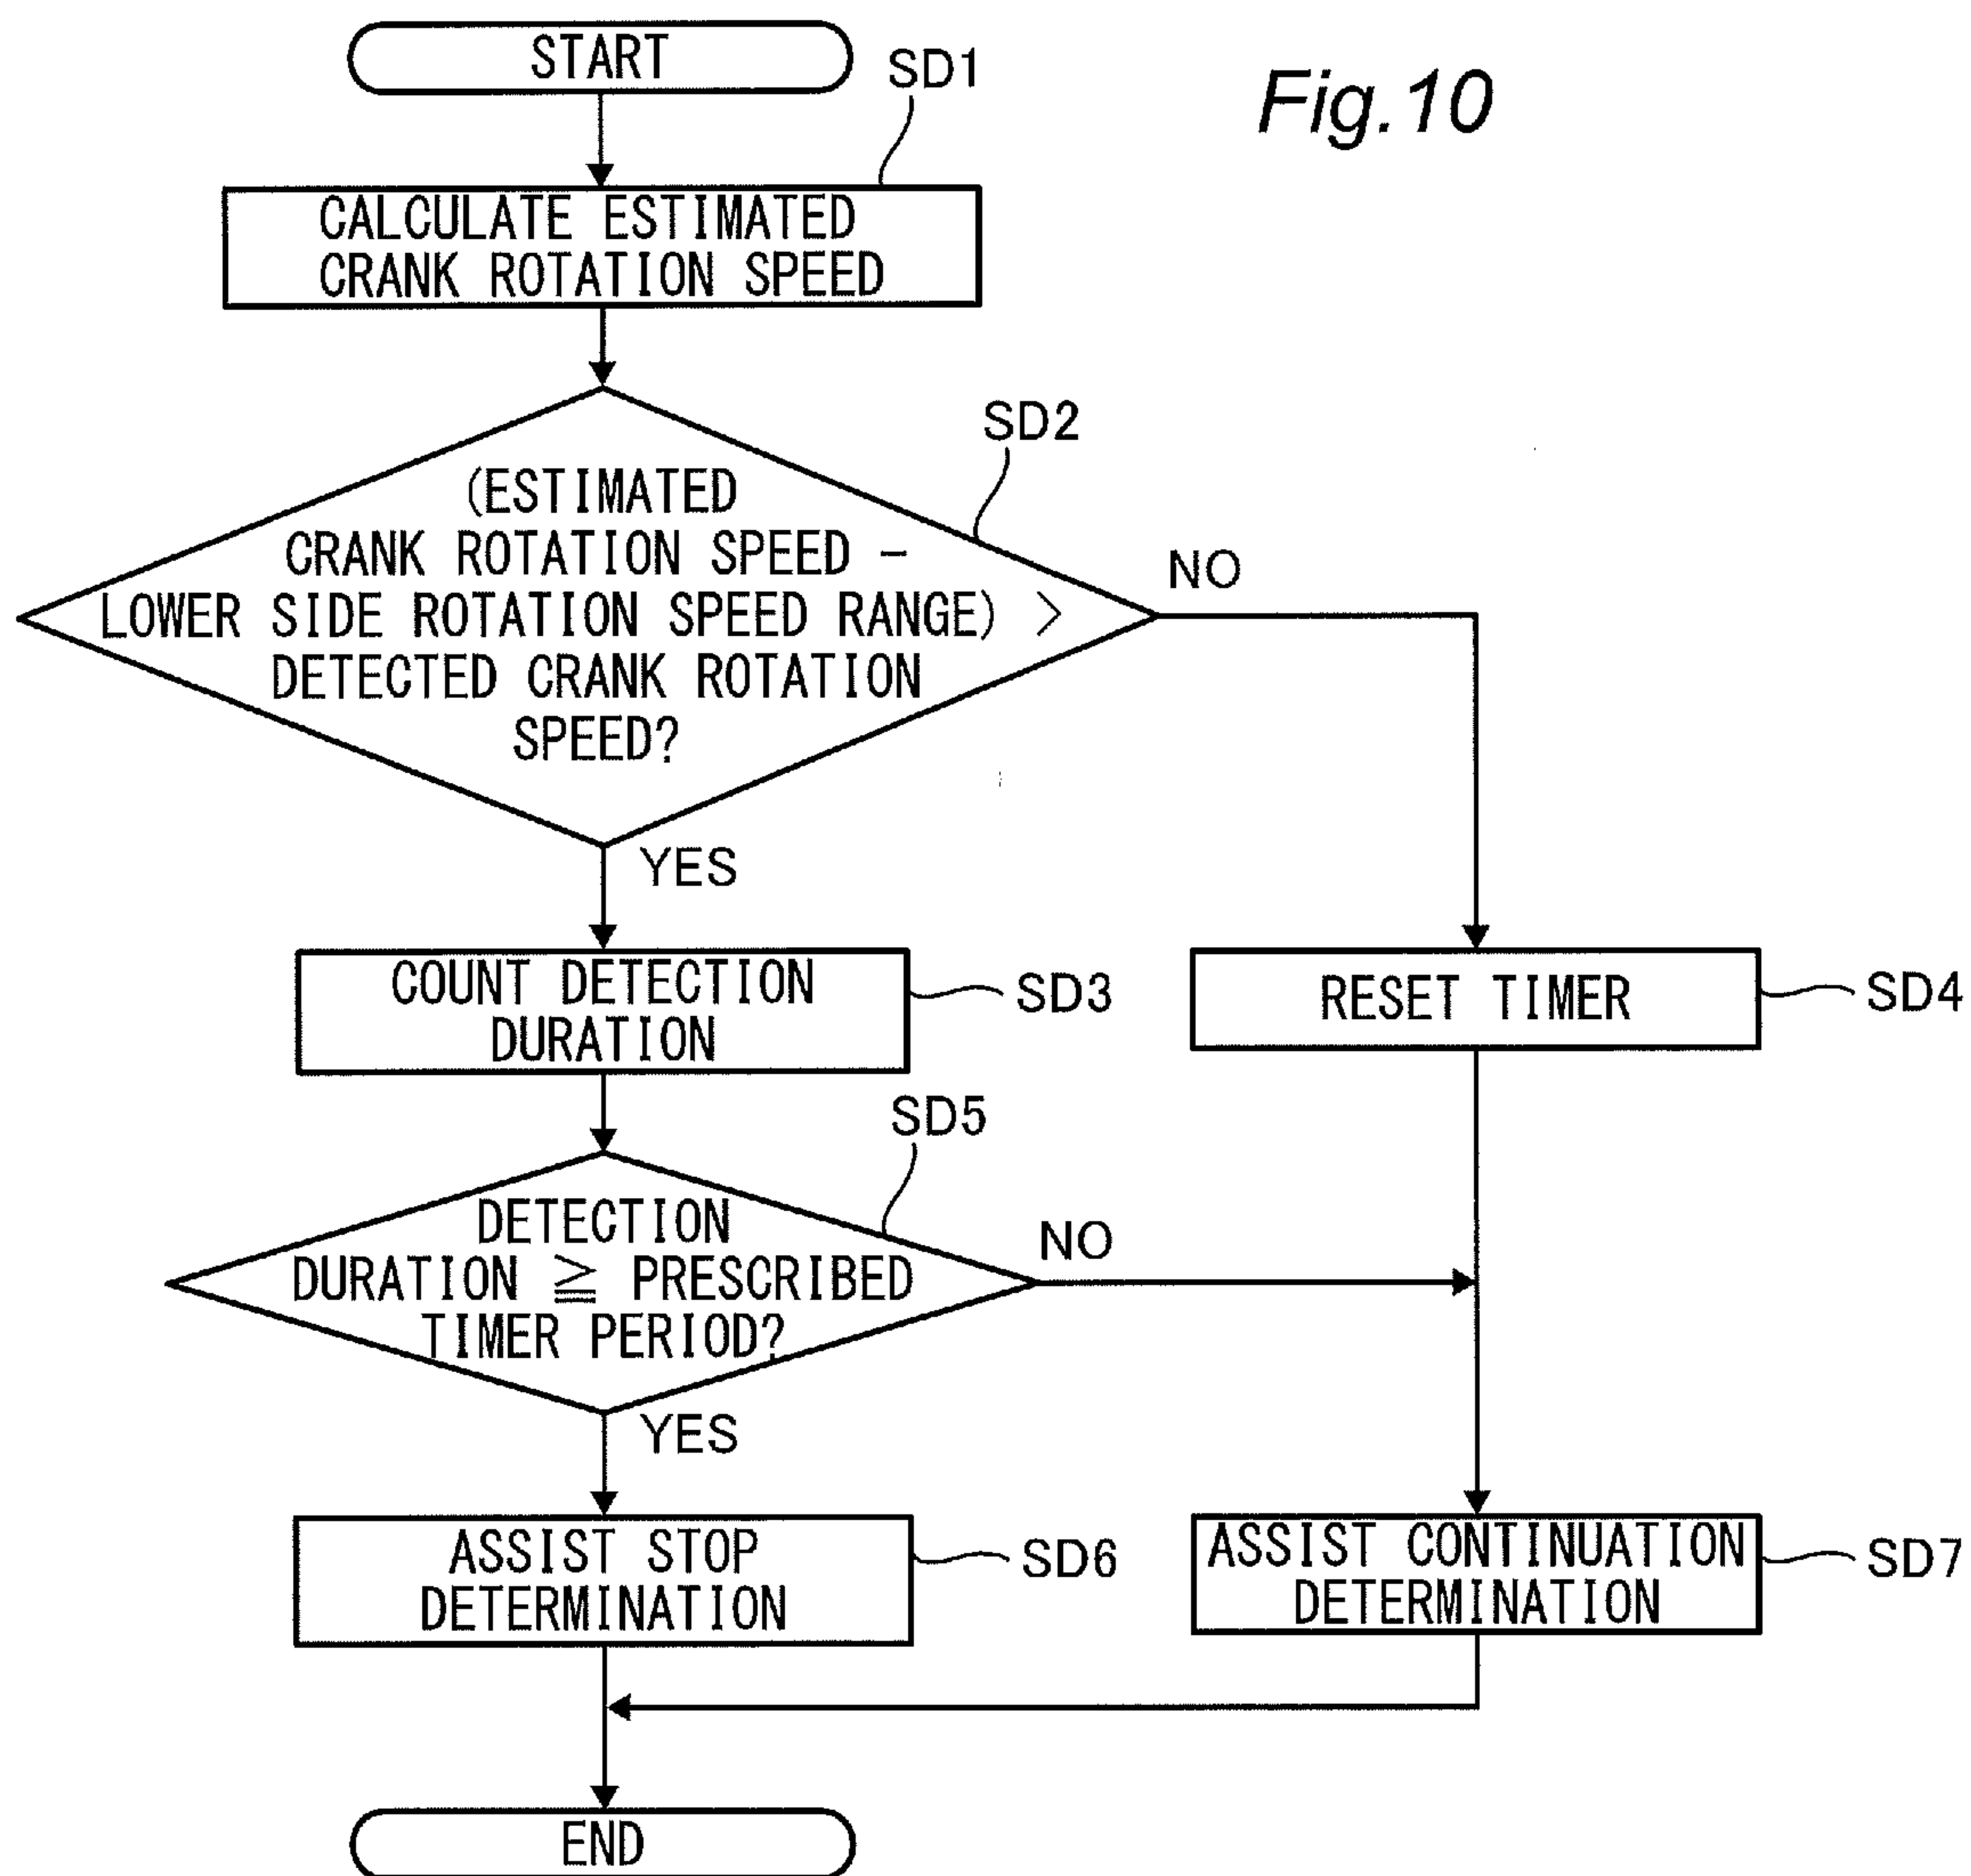 START
SD1
Fig.10
CALCULATE ESTIMATED
CRANK ROTATION SPEED
SD2
(ESTIMATED
CRANK ROTATION SPEED -
LOWER SIDE ROTATION SPEED RANGE) >
DETECTED CRANK ROTATION
SPEED?
NO
YES
COUNT DETECTION
DURATION
SD3
RESET TIMER
SD4
SD5
DETECTION
DURATION ≧ PRESCRIBED
TIMER PERIOD?
NO
YES
ASSIST STOP
DETERMINATION
SD6
ASSIST CONTINUATION
DETERMINATION
SD7
END